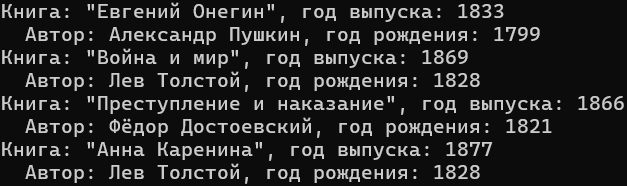 Книга: "Евгений Онегин", год выпуска: 1833
  Автор: Александр Пушкин, год рождения: 1799
Книга: "Война и мир", год выпуска: 1869
  Автор: Лев Толстой, год рождения: 1828
Книга: "Преступление и наказание", год выпуска: 1866
  Автор: Фёдор Достоевский, год рождения: 1821
Книга: "Анна Каренина", год выпуска: 1877
  Автор: Лев Толстой, год рождения: 1828